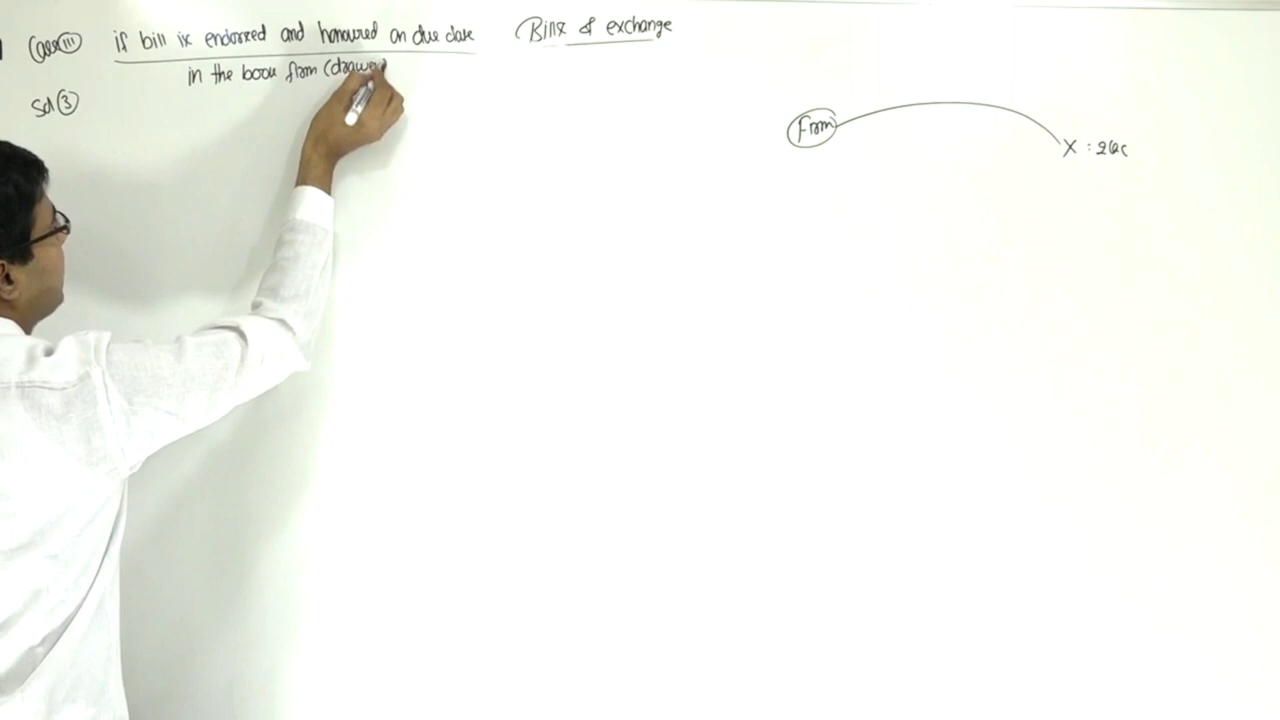 Case (iii) if bill is endorsed and honoured on due date Bills of exchange
in the book firm (drawer)
Sol (3)
Firm
X :